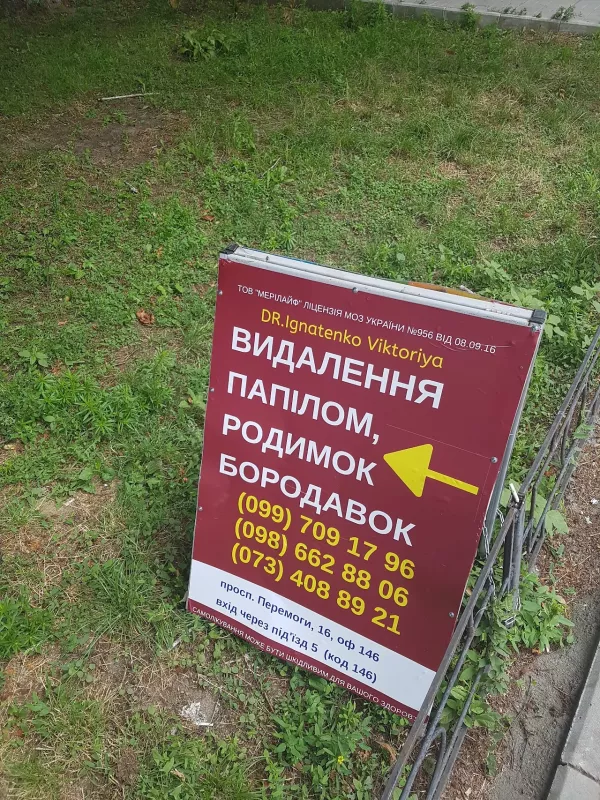 ТОВ "МЕРІЛАЙФ" ЛІЦЕНЗІЯ МОЗ УКРАЇНИ №956 ВІД 08.09.16
DR.Ignatenko Viktoriya
ВИДАЛЕННЯ
ПАПІЛОМ,
РОДИМОК
БОРОДАВОК
(099) 709 17 96
(098) 662 88 06
(073) 408 89 21
просп. Перемоги, 16, оф 146
вхід через під'їзд 5 (код 146)
САМОЛІКУВАННЯ МОЖЕ БУТИ ШКІДЛИВИМ ДЛЯ ВАШОГО ЗДОРОВ